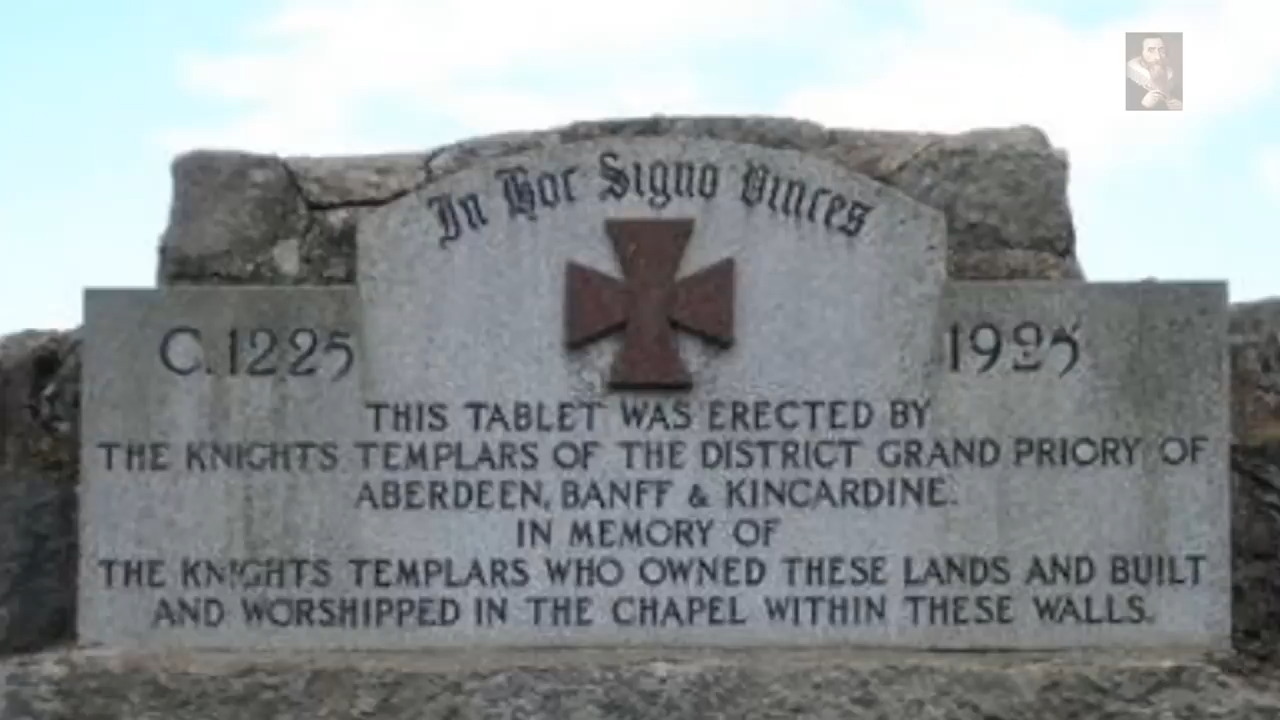 In Hoc Signo Vinces
C. 1225 1925
THIS TABLET WAS ERECTED BY
THE KNIGHTS TEMPLARS OF THE DISTRICT GRAND PRIORY OF
ABERDEEN, BANFF & KINCARDINE.
IN MEMORY OF
THE KNIGHTS TEMPLARS WHO OWNED THESE LANDS AND BUILT
AND WORSHIPPED IN THE CHAPEL WITHIN THESE WALLS.